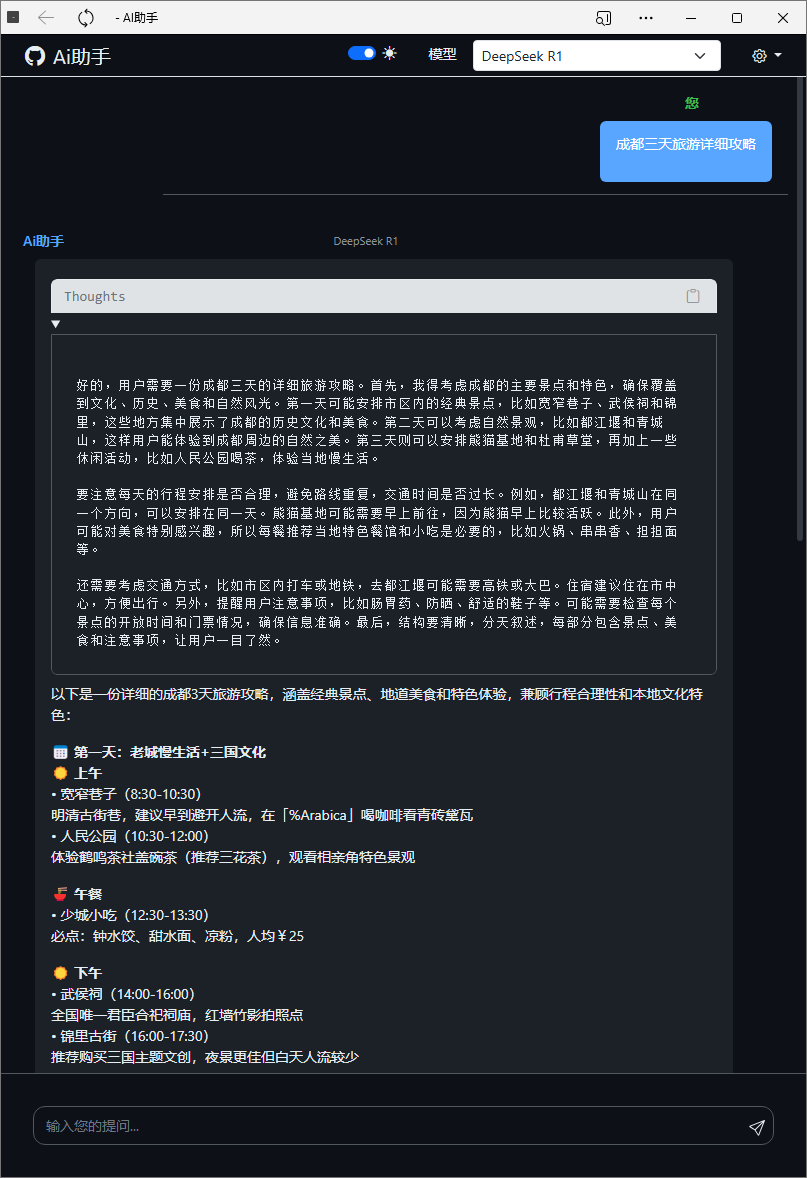 - AI助手
Ai助手
模型
DeepSeek R1
您
成都三天旅游详细攻略
Ai助手
DeepSeek R1
Thoughts
好的，用户需要一份成都三天的详细旅游攻略。首先，我得考虑成都的主要景点和特色，确保覆盖
到文化、历史、美食和自然风光。第一天可能安排市区内的经典景点，比如宽窄巷子、武侯祠和锦
里，这些地方集中展示了成都的历史文化和美食。第二天可以考虑自然景观，比如都江堰和青城
山，这样用户能体验到成都周边的自然之美。第三天则可以安排熊猫基地和杜甫草堂，再加上一些
休闲活动，比如人民公园喝茶，体验当地慢生活。
要注意每天的行程安排是否合理，避免路线重复，交通时间是否过长。例如，都江堰和青城山在同
一个方向，可以安排在同一天。熊猫基地可能需要早上前往，因为熊猫早上比较活跃。此外，用户
可能对美食特别感兴趣，所以每餐推荐当地特色餐馆和小吃是必要的，比如火锅、串串香、担担面
等。
还需要考虑交通方式，比如市区内打车或地铁，去都江堰可能需要高铁或大巴。住宿建议住在市中
心，方便出行。另外，提醒用户注意事项，比如肠胃药、防晒、舒适的鞋子等。可能需要检查每个
景点的开放时间和门票情况，确保信息准确。最后，结构要清晰，分天叙述，每部分包含景点、美
食和注意事项，让用户一目了然。
以下是一份详细的成都3天旅游攻略，涵盖经典景点、地道美食和特色体验，兼顾行程合理性和本地文化特
色：
第一天：老城慢生活+三国文化
上午
• 宽窄巷子（8:30-10:30）
明清古街巷，建议早到避开人流，在「%Arabica」喝咖啡看青砖黛瓦
• 人民公园（10:30-12:00）
体验鹤鸣茶社盖碗茶（推荐三花茶），观看相亲角特色景观
午餐
• 少城小吃（12:30-13:30）
必点：钟水饺、甜水面、凉粉，人均￥25
下午
• 武侯祠（14:00-16:00）
全国唯一君臣合祀祠庙，红墙竹影拍照点
• 锦里古街（16:00-17:30）
推荐购买三国主题文创，夜景更佳但白天人流较少
输入您的提问...